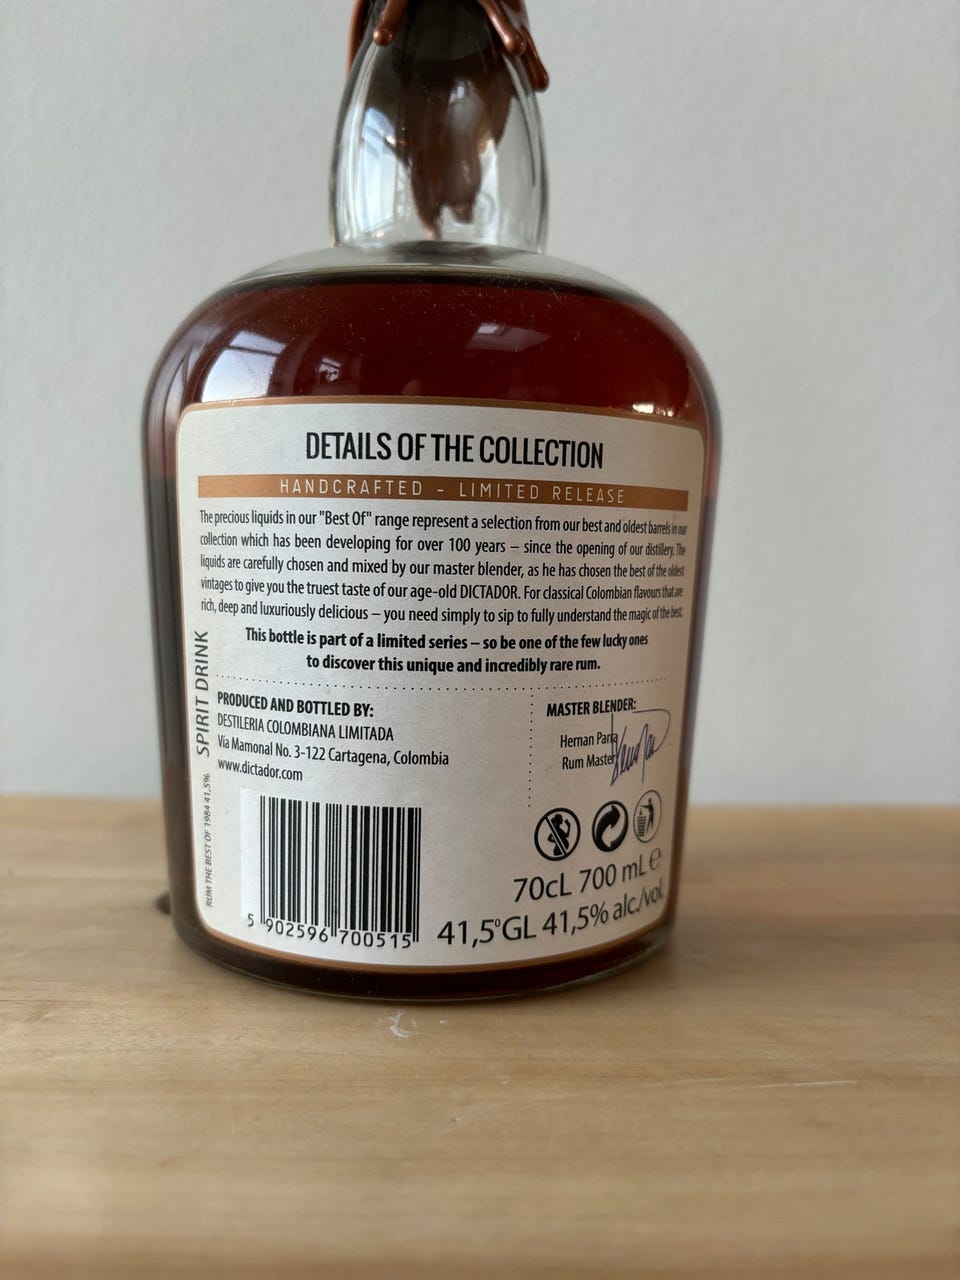 DETAILS OF THE COLLECTION
HANDCRAFTED - LIMITED RELEASE
The precious liquids in our "Best Of" range represent a selection from our best and oldest barrels in our
collection which has been developing for over 100 years – since the opening of our distillery. The
liquids are carefully chosen and mixed by our master blender, as he has chosen the best of the oldest
vintages to give you the truest taste of our age-old DICTADOR. For classical Colombian flavours that are
rich, deep and luxuriously delicious – you need simply to sip to fully understand the magic of the best.
This bottle is part of a limited series – so be one of the few lucky ones
to discover this unique and incredibly rare rum.
SPIRIT DRINK
RUM THE BEST OF 1984 41,5%
PRODUCED AND BOTTLED BY:
DESTILERIA COLOMBIANA LIMITADA
Via Mamonal No. 3-122 Cartagena, Colombia
www.dictador.com
MASTER BLENDER:
Hernan Parra
Rum Master
5 902596 700515
70cL 700 mL e
41,5°GL 41,5% alc./vol.